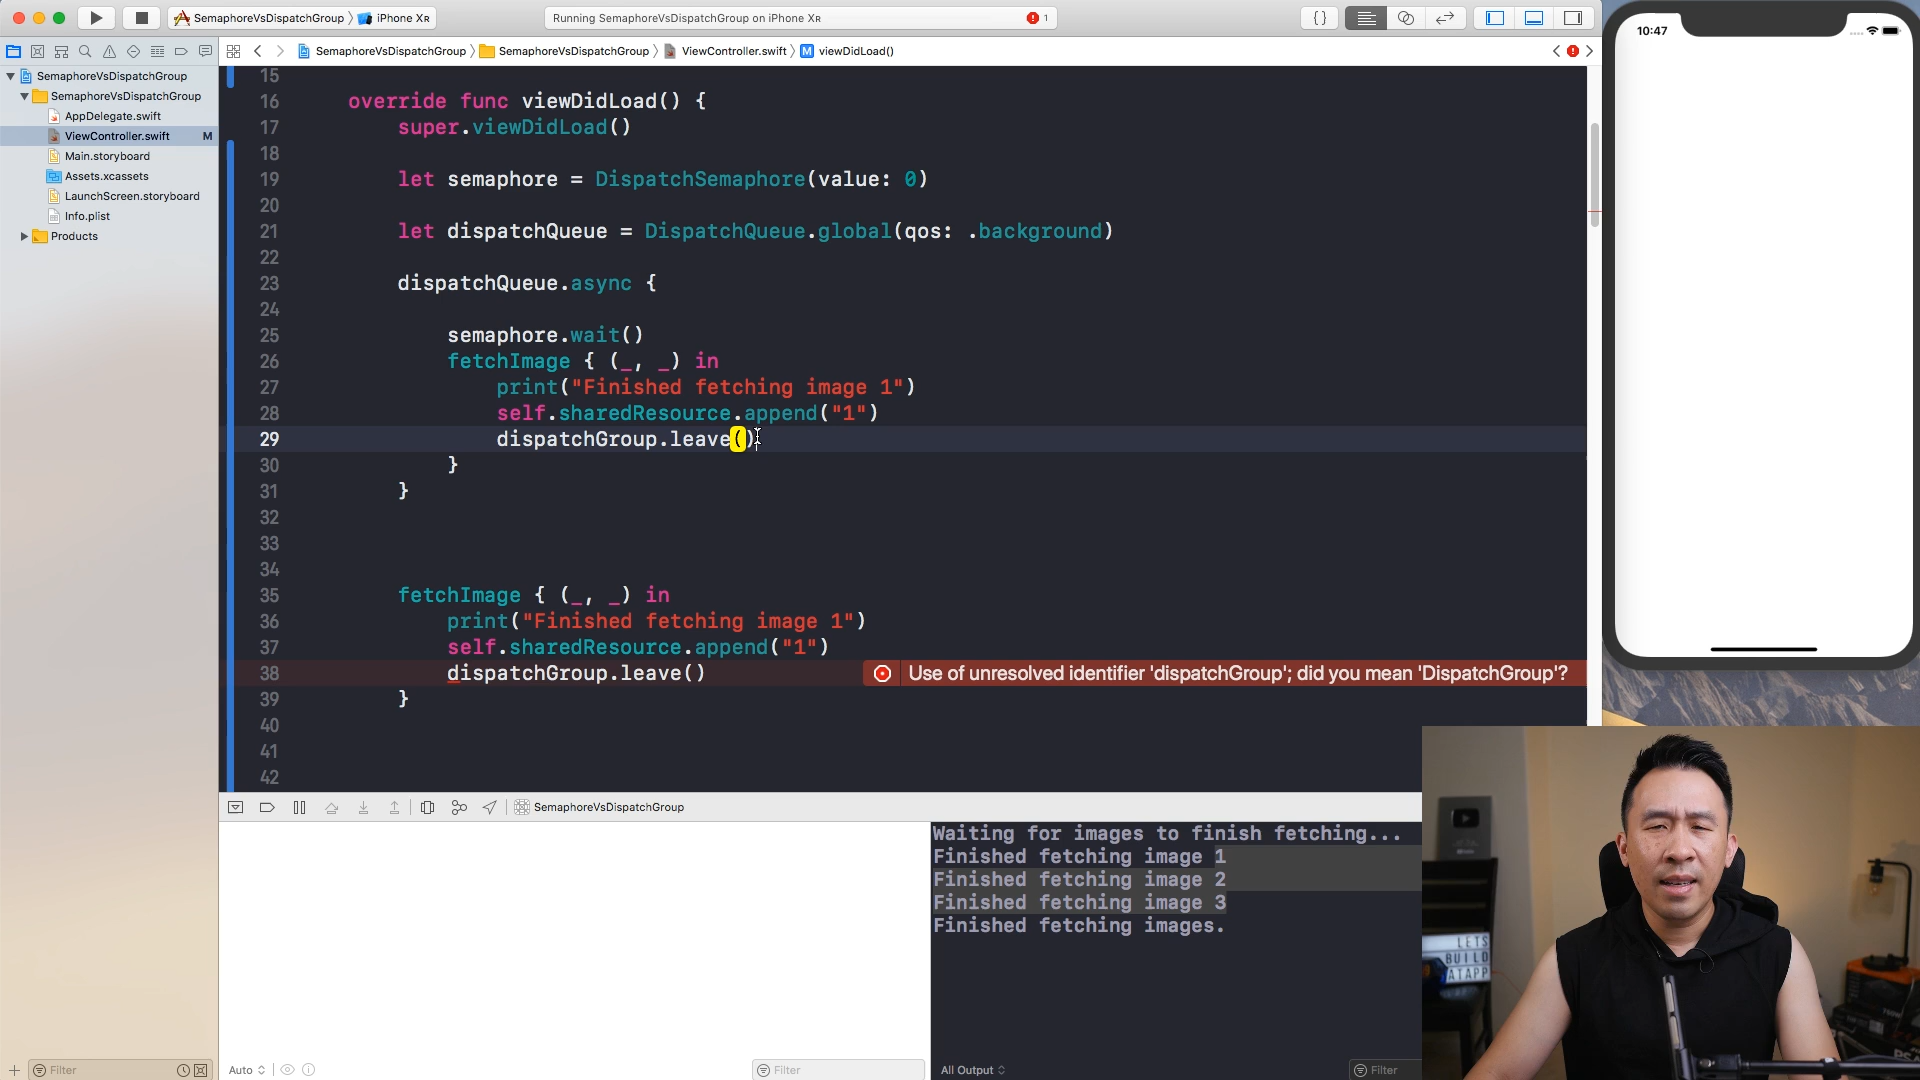 SemaphoreVsDispatchGroup 〉 iPhone XR
Running SemaphoreVsDispatchGroup on iPhone XR
1
SemaphoreVsDispatchGroup 〉 SemaphoreVsDispatchGroup 〉 ViewController.swift 〉 M viewDidLoad()
SemaphoreVsDispatchGroup
SemaphoreVsDispatchGroup
AppDelegate.swift
ViewController.swift M
Main.storyboard
Assets.xcassets
LaunchScreen.storyboard
Info.plist
Products
15
16 override func viewDidLoad() {
17 super.viewDidLoad()
18
19 let semaphore = DispatchSemaphore(value: 0)
20
21 let dispatchQueue = DispatchQueue.global(qos: .background)
22
23 dispatchQueue.async {
24
25 semaphore.wait()
26 fetchImage { (_, _) in
27 print("Finished fetching image 1")
28 self.sharedResource.append("1")
29 dispatchGroup.leave()
30 }
31 }
32
33
34
35 fetchImage { (_, _) in
36 print("Finished fetching image 1")
37 self.sharedResource.append("1")
38 dispatchGroup.leave() Use of unresolved identifier 'dispatchGroup'; did you mean 'DispatchGroup'?
39 }
40
41
42
SemaphoreVsDispatchGroup
Waiting for images to finish fetching...
Finished fetching image 1
Finished fetching image 2
Finished fetching image 3
Finished fetching images.
Filter
Auto
Filter
All Output
Filter
10:47
LETS
BUILD
ATAPP